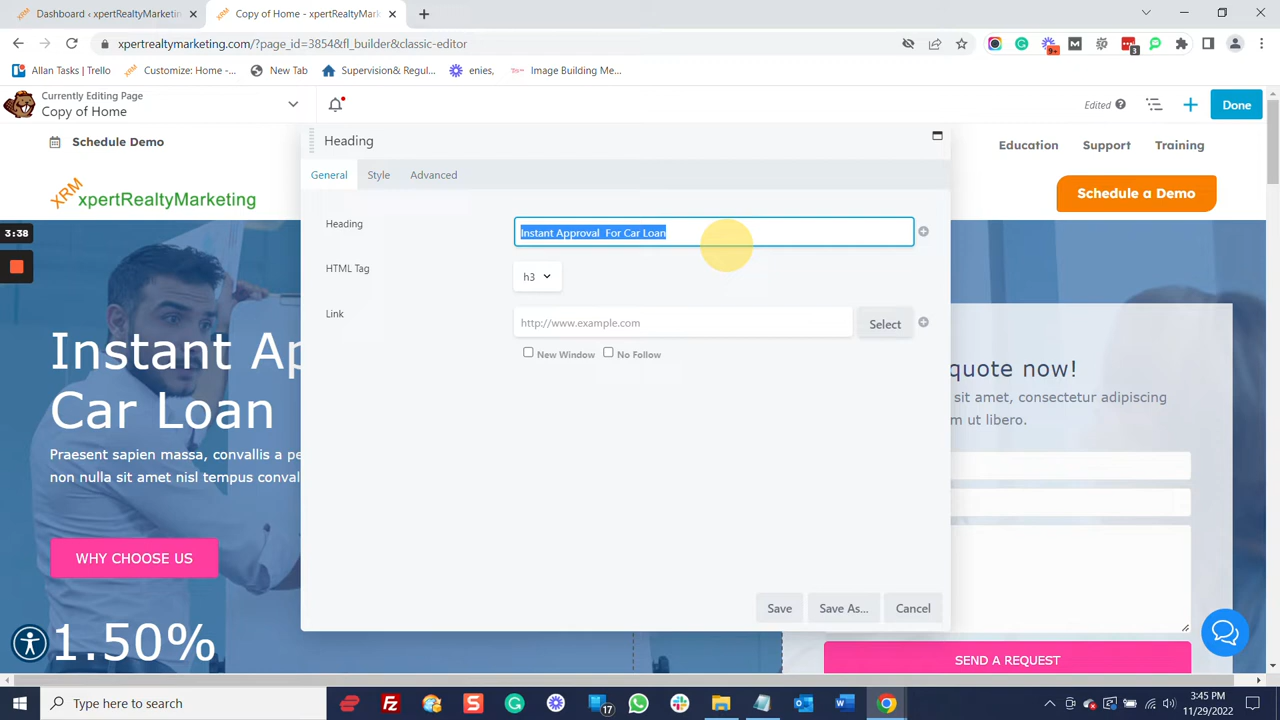 Dashboard ‹ xpertRealtyMarketin
Copy of Home - xpertRealtyMark
xpertrealtymarketing.com/?page_id=3854&fl_builder&classic-editor
9+
3
Allan Tasks | Trello
Customize: Home -...
New Tab
Supervision& Regul...
enies,
Image Building Me...
Currently Editing Page
Copy of Home
Edited
Done
Schedule Demo
Education
Support
Training
XRM
xpertRealtyMarketing
Schedule a Demo
Heading
General
Style
Advanced
Heading
Instant Approval  For Car Loan
HTML Tag
h3
Link
http://www.example.com
Select
New Window
No Follow
Save
Save As...
Cancel
3:38
Instant Ap
Car Loan
Praesent sapien massa, convallis a pe
non nulla sit amet nisl tempus conval
WHY CHOOSE US
1.50%
quote now!
sit amet, consectetur adipiscing
m ut libero.
SEND A REQUEST
Type here to search
17
3:45 PM
11/29/2022